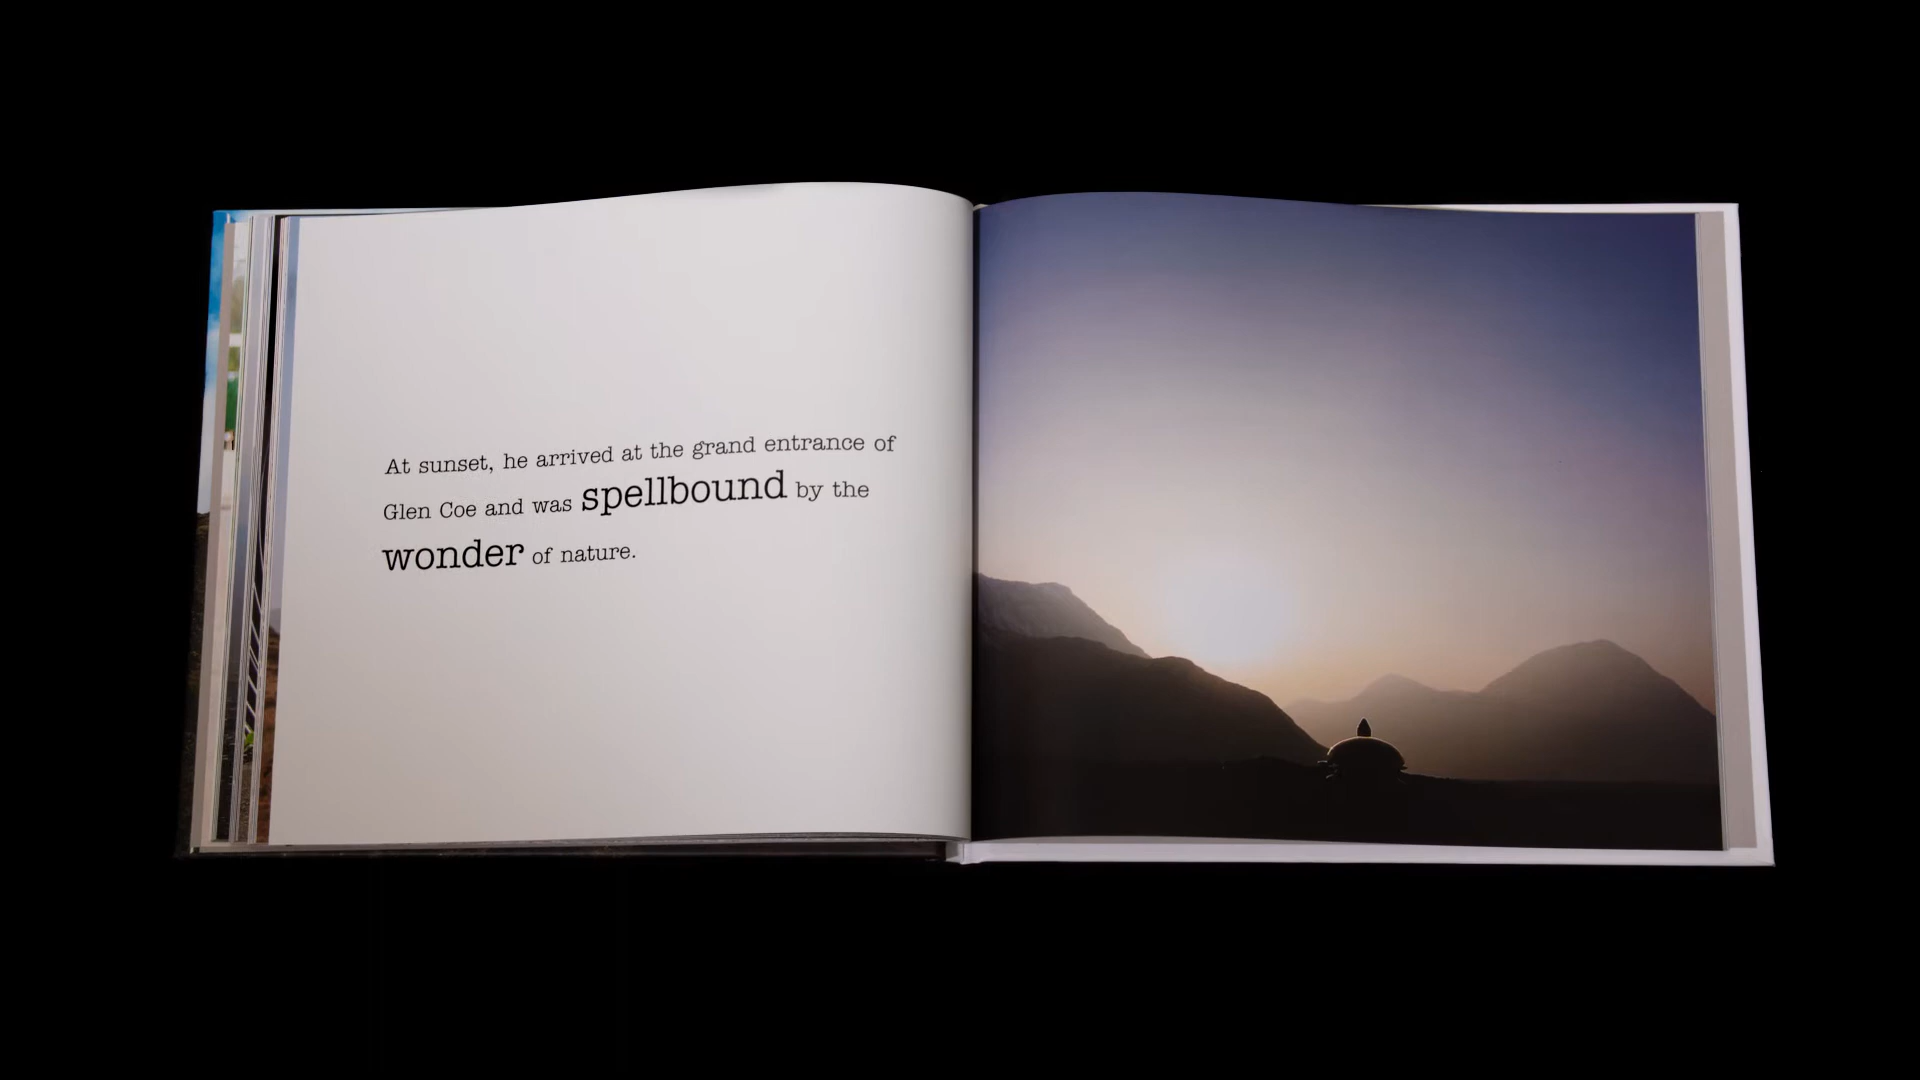 At sunset, he arrived at the grand entrance of
Glen Coe and was spellbound by the
wonder of nature.